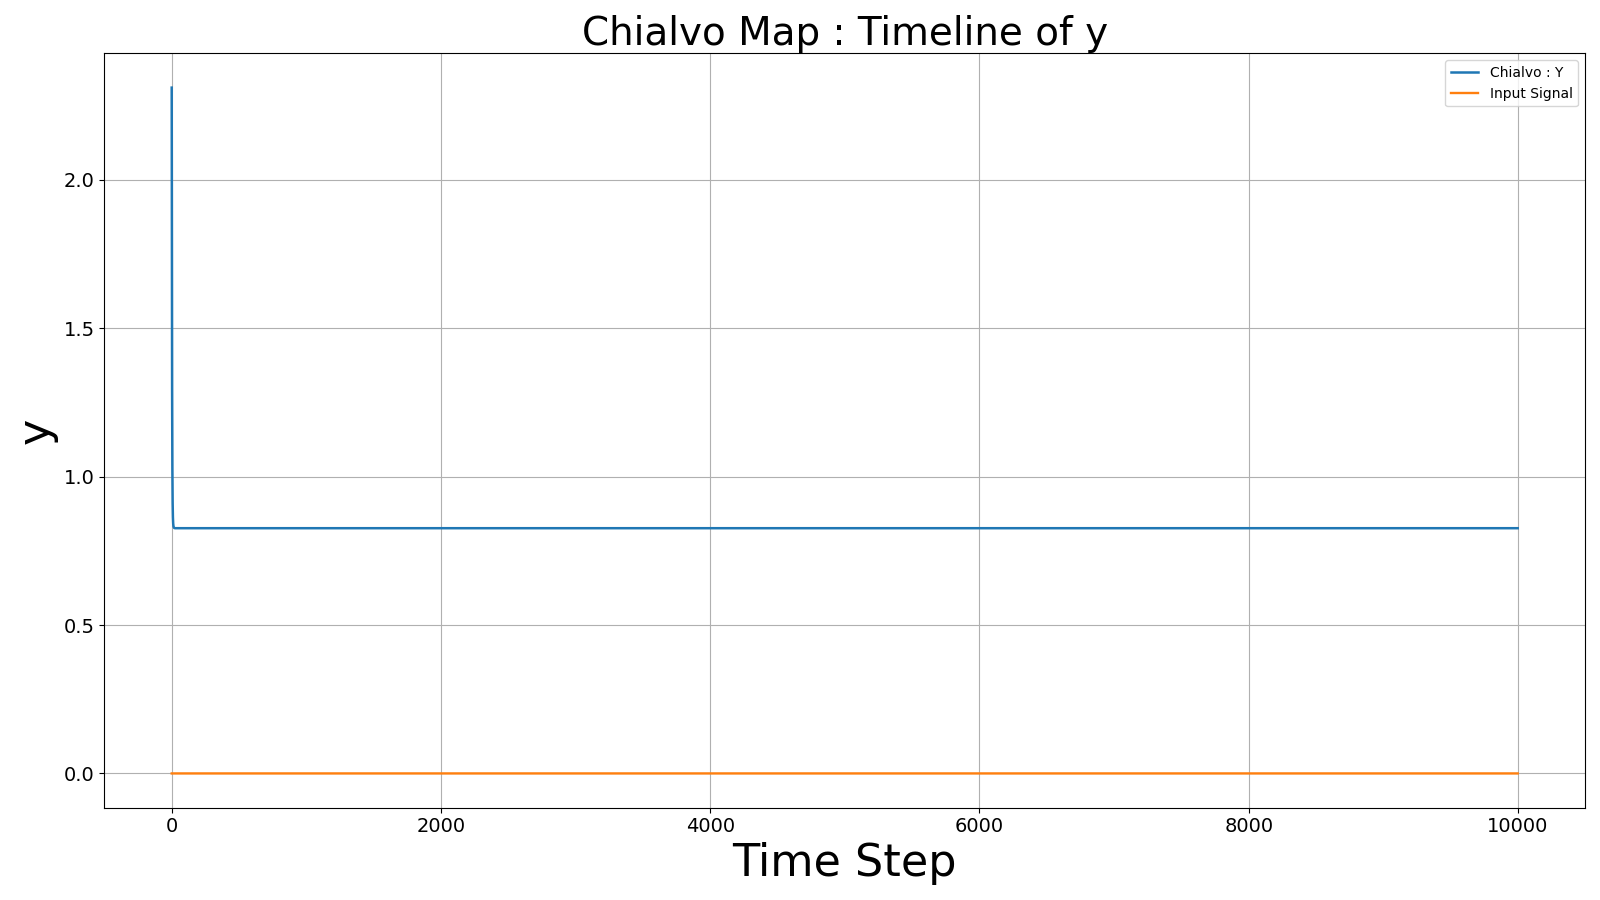 Chialvo Map : Timeline of y
Chialvo : Y
Input Signal
y
2.0
1.5
1.0
0.5
0.0
0 2000 4000 6000 8000 10000
Time Step